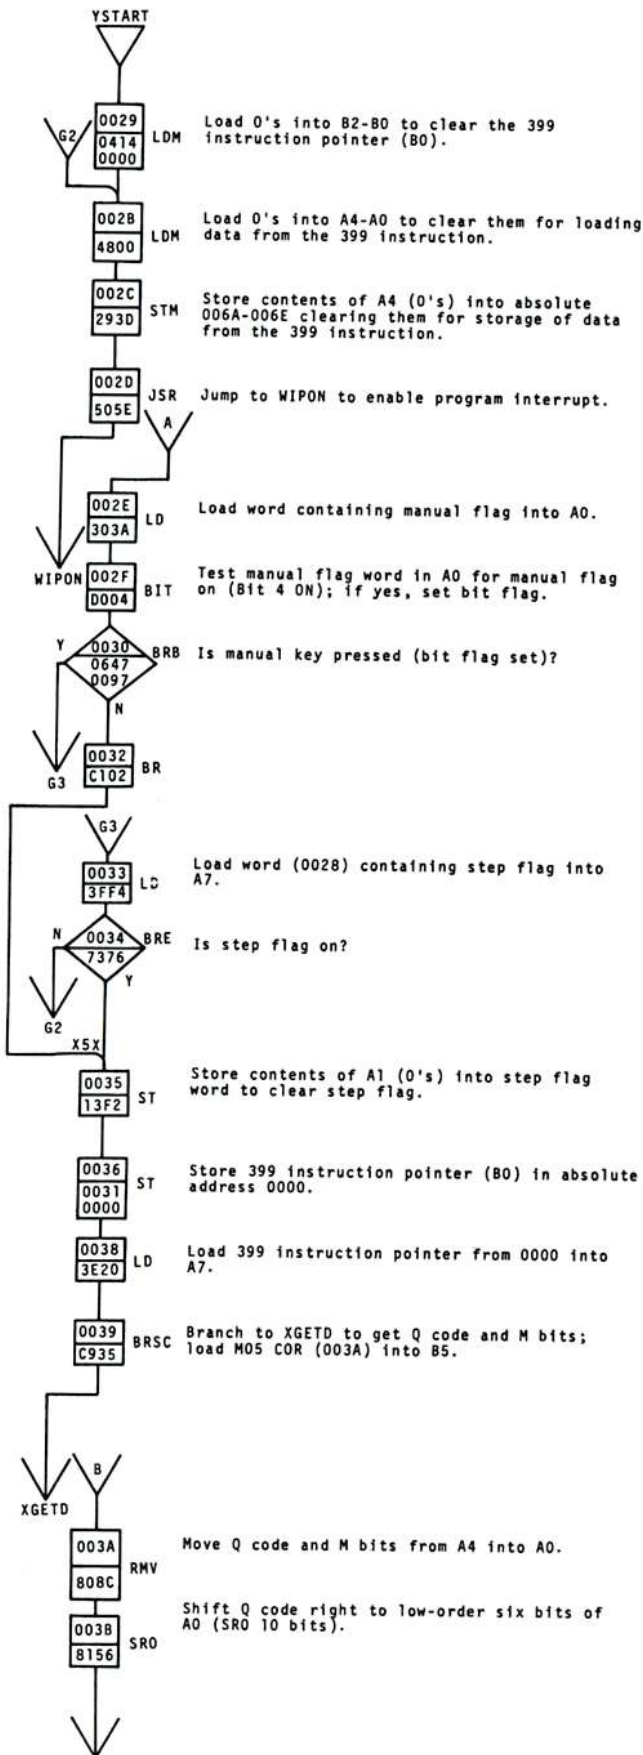 YSTART
G2
0029
0414
0000
LDM
Load 0's into B2-B0 to clear the 399
instruction pointer (B0).
002B
4800
LDM
Load 0's into A4-A0 to clear them for loading
data from the 399 instruction.
002C
293D
STM
Store contents of A4 (0's) into absolute
006A-006E clearing them for storage of data
from the 399 instruction.
002D
505E
JSR
Jump to WIPON to enable program interrupt.
A
002E
303A
LD
Load word containing manual flag into A0.
WIPON
002F
D004
BIT
Test manual flag word in A0 for manual flag
on (Bit 4 ON); if yes, set bit flag.
Y
0030
0647
0097
BRB
Is manual key pressed (bit flag set)?
N
G3
0032
C102
BR
G3
0033
3FF4
LD
Load word (0028) containing step flag into
A7.
N
0034
7376
BRE
Is step flag on?
Y
G2
X5X
0035
13F2
ST
Store contents of A1 (0's) into step flag
word to clear step flag.
0036
0031
0000
ST
Store 399 instruction pointer (B0) in absolute
address 0000.
0038
3E20
LD
Load 399 instruction pointer from 0000 into
A7.
0039
C935
BRSC
Branch to XGETD to get Q code and M bits;
load M05 COR (003A) into B5.
XGETD
B
003A
808C
RMV
Move Q code and M bits from A4 into A0.
003B
8156
SRO
Shift Q code right to low-order six bits of
A0 (SRO 10 bits).